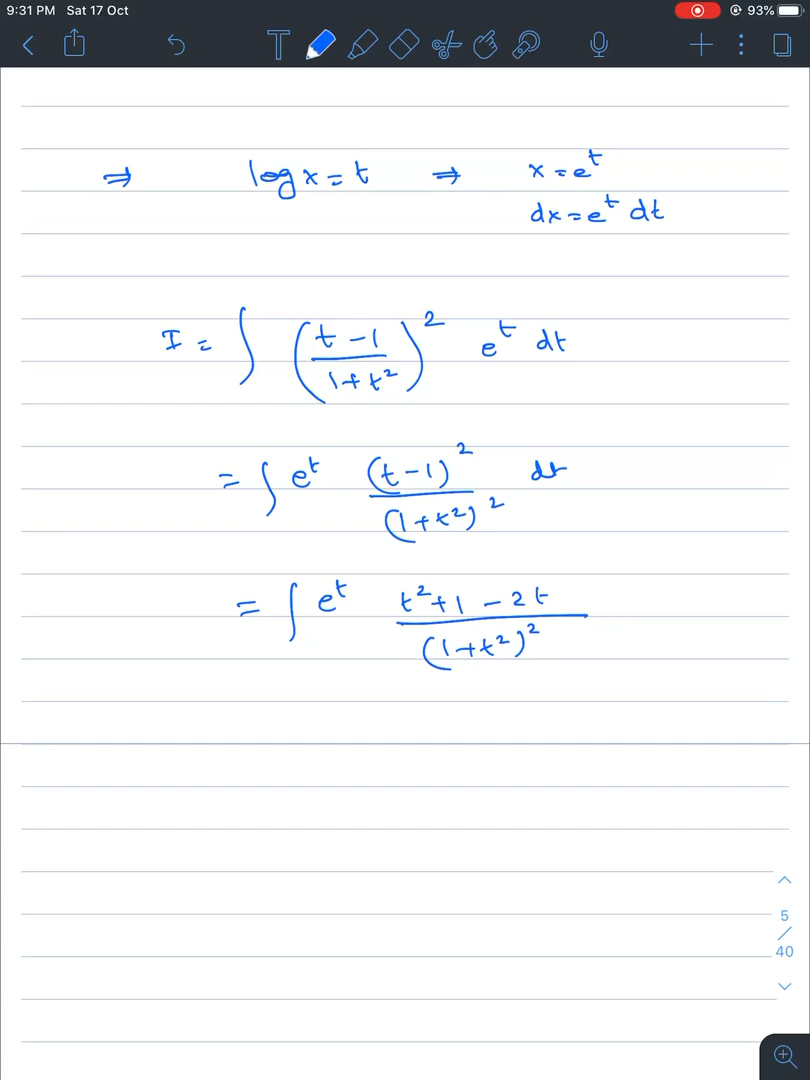 9:31 PM Sat 17 Oct 93%
⇒ log x = t ⇒ x = e^t
dx = e^t dt
I = ∫ ((t - 1)/(1 + t²))² e^t dt
= ∫ e^t (t - 1)²/(1 + t²)² dt
= ∫ e^t (t² + 1 - 2t)/(1 + t²)²
5
/
40